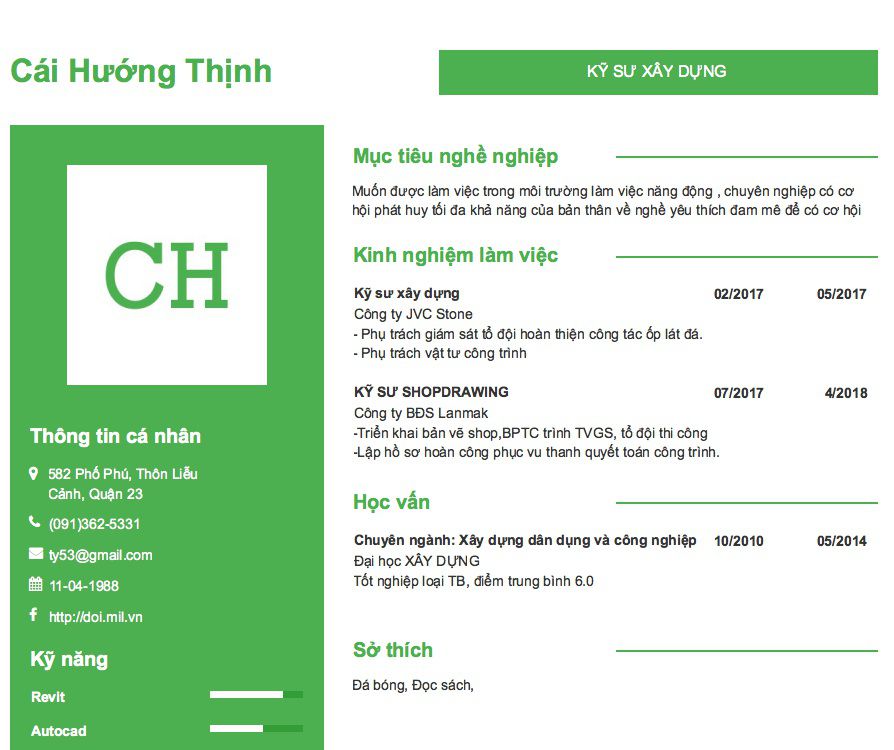 Cái Hướng Thịnh
KỸ SƯ XÂY DỰNG
CH
Thông tin cá nhân
582 Phố Phú, Thôn Liễu
Cảnh, Quận 23
(091)362-5331
ty53@gmail.com
11-04-1988
http://doi.mil.vn
Kỹ năng
Revit
Autocad
Mục tiêu nghề nghiệp
Muốn được làm việc trong môi trường làm việc năng động , chuyên nghiệp có cơ
hội phát huy tối đa khả năng của bản thân về nghề yêu thích đam mê để có cơ hội
Kinh nghiệm làm việc
Kỹ sư xây dựng 02/2017 05/2017
Công ty JVC Stone
- Phụ trách giám sát tổ đội hoàn thiện công tác ốp lát đá.
- Phụ trách vật tư công trình
KỸ SƯ SHOPDRAWING 07/2017 4/2018
Công ty BĐS Lanmak
-Triển khai bản vẽ shop,BPTC trình TVGS, tổ đội thi công
-Lập hồ sơ hoàn công phục vu thanh quyết toán công trình.
Học vấn
Chuyên ngành: Xây dựng dân dụng và công nghiệp 10/2010 05/2014
Đại học XÂY DỰNG
Tốt nghiệp loại TB, điểm trung bình 6.0
Sở thích
Đá bóng, Đọc sách,